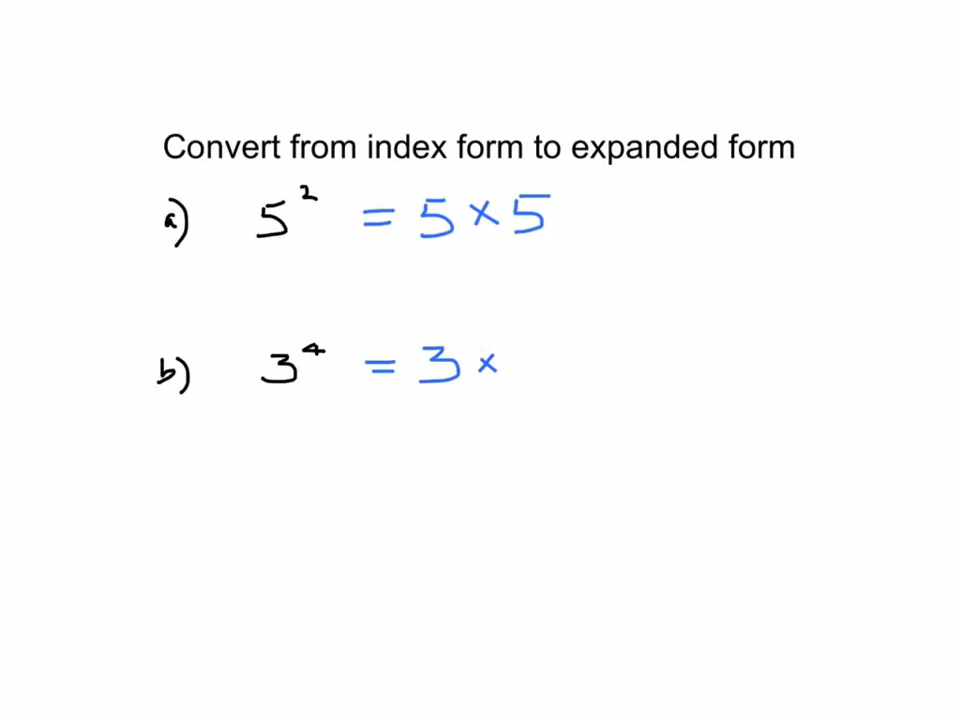 Convert from index form to expanded form
a) 5² = 5 × 5
b) 3⁴ = 3 ×